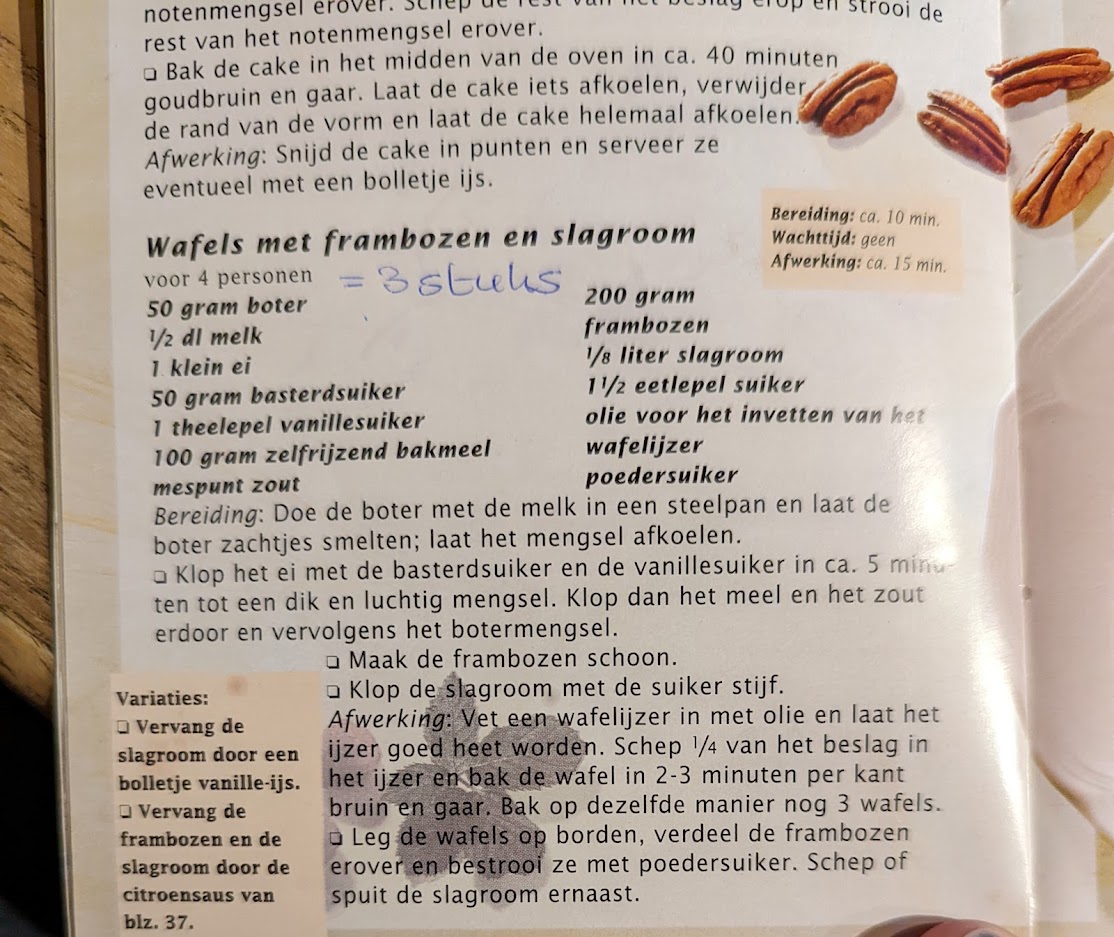 notenmengsel erover. Schep de rest van het beslag erop en strooi de
rest van het notenmengsel erover.
❑ Bak de cake in het midden van de oven in ca. 40 minuten
goudbruin en gaar. Laat de cake iets afkoelen, verwijder
de rand van de vorm en laat de cake helemaal afkoelen.
Afwerking: Snijd de cake in punten en serveer ze
eventueel met een bolletje ijs.
Bereiding: ca. 10 min.
Wachttijd: geen
Afwerking: ca. 15 min.
Wafels met frambozen en slagroom
voor 4 personen = 3 stuks
50 gram boter
½ dl melk
1 klein ei
50 gram basterdsuiker
1 theelepel vanillesuiker
100 gram zelfrijzend bakmeel
mespunt zout
200 gram
frambozen
⅛ liter slagroom
1½ eetlepel suiker
olie voor het invetten van het
wafelijzer
poedersuiker
Bereiding: Doe de boter met de melk in een steelpan en laat de
boter zachtjes smelten; laat het mengsel afkoelen.
❑ Klop het ei met de basterdsuiker en de vanillesuiker in ca. 5 minu-
ten tot een dik en luchtig mengsel. Klop dan het meel en het zout
erdoor en vervolgens het botermengsel.
❑ Maak de frambozen schoon.
❑ Klop de slagroom met de suiker stijf.
Afwerking: Vet een wafelijzer in met olie en laat het
ijzer goed heet worden. Schep ¼ van het beslag in
het ijzer en bak de wafel in 2-3 minuten per kant
bruin en gaar. Bak op dezelfde manier nog 3 wafels.
❑ Leg de wafels op borden, verdeel de frambozen
erover en bestrooi ze met poedersuiker. Schep of
spuit de slagroom ernaast.
Variaties:
❑ Vervang de
slagroom door een
bolletje vanille-ijs.
❑ Vervang de
frambozen en de
slagroom door de
citroensaus van
blz. 37.